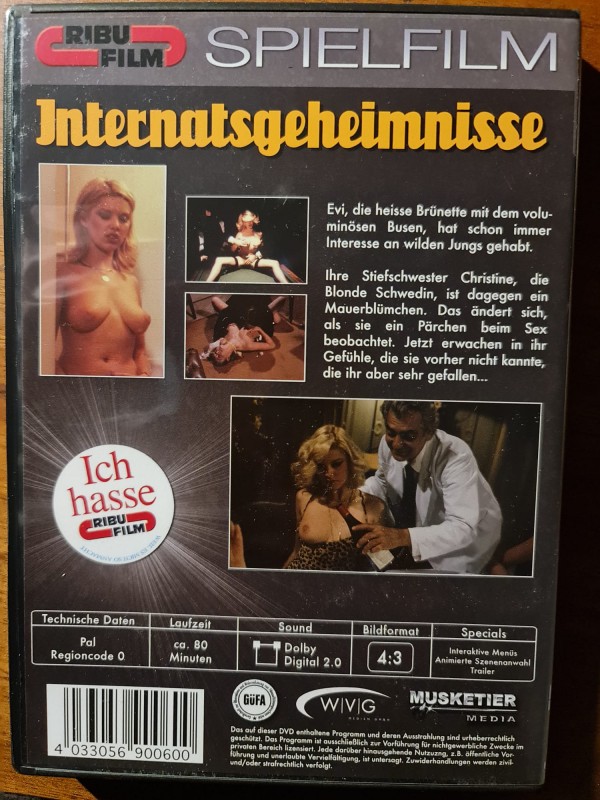 RIBU
FILM
SPIELFILM
Internatsgeheimnisse
Evi, die heisse Brünette mit dem volu-
minösen Busen, hat schon immer
Interesse an wilden Jungs gehabt.
Ihre Stiefschwester Christine, die
Blonde Schwedin, ist dagegen ein
Mauerblümchen. Das ändert sich,
als sie ein Pärchen beim Sex
beobachtet. Jetzt erwachen in ihr
Gefühle, die sie vorher nicht kannte,
die ihr aber sehr gefallen...
Ich
hasse
RIBU
FILM
Technische Daten
Laufzeit
Sound
Bildformat
Specials
Pal
Regioncode 0
ca. 80
Minuten
Dolby
Digital 2.0
4:3
Interaktive Menüs
Animierte Szenenanwahl
Trailer
GÜFA
WVG
MEDIEN GMBH
MUSKETIER
MEDIA
4 033056 900600
Das auf dieser DVD enthaltene Programm und deren Ausstrahlung sind urheberrechtlich
geschützt. Das Programm ist ausschließlich zur Vorführung für nichtgewerbliche Zwecke im
privaten Bereich lizensiert. Jede darüber hinausgehende Nutzuzng, z.B. öffentliche Vor-
führung und unerlaubte Vervielfältigung, ist untersagt. Zuwiderhandlungen werden zivil-
und/oder strafrechtlich verfolgt.